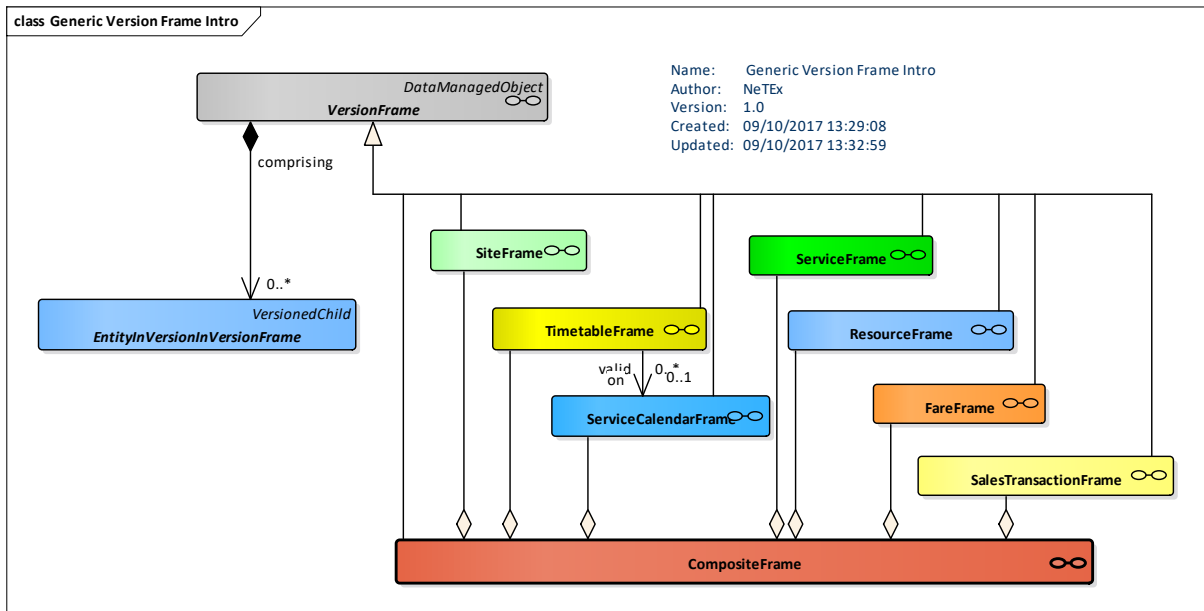 class Generic Version Frame Intro
DataManagedObject
VersionFrame
Name: Generic Version Frame Intro
Author: NeTEx
Version: 1.0
Created: 09/10/2017 13:29:08
Updated: 09/10/2017 13:32:59
comprising
0..*
VersionedChild
EntityInVersionInVersionFrame
SiteFrame
ServiceFrame
TimetableFrame
ResourceFrame
valid
on
0..*
0..1
ServiceCalendarFrame
FareFrame
SalesTransactionFrame
CompositeFrame